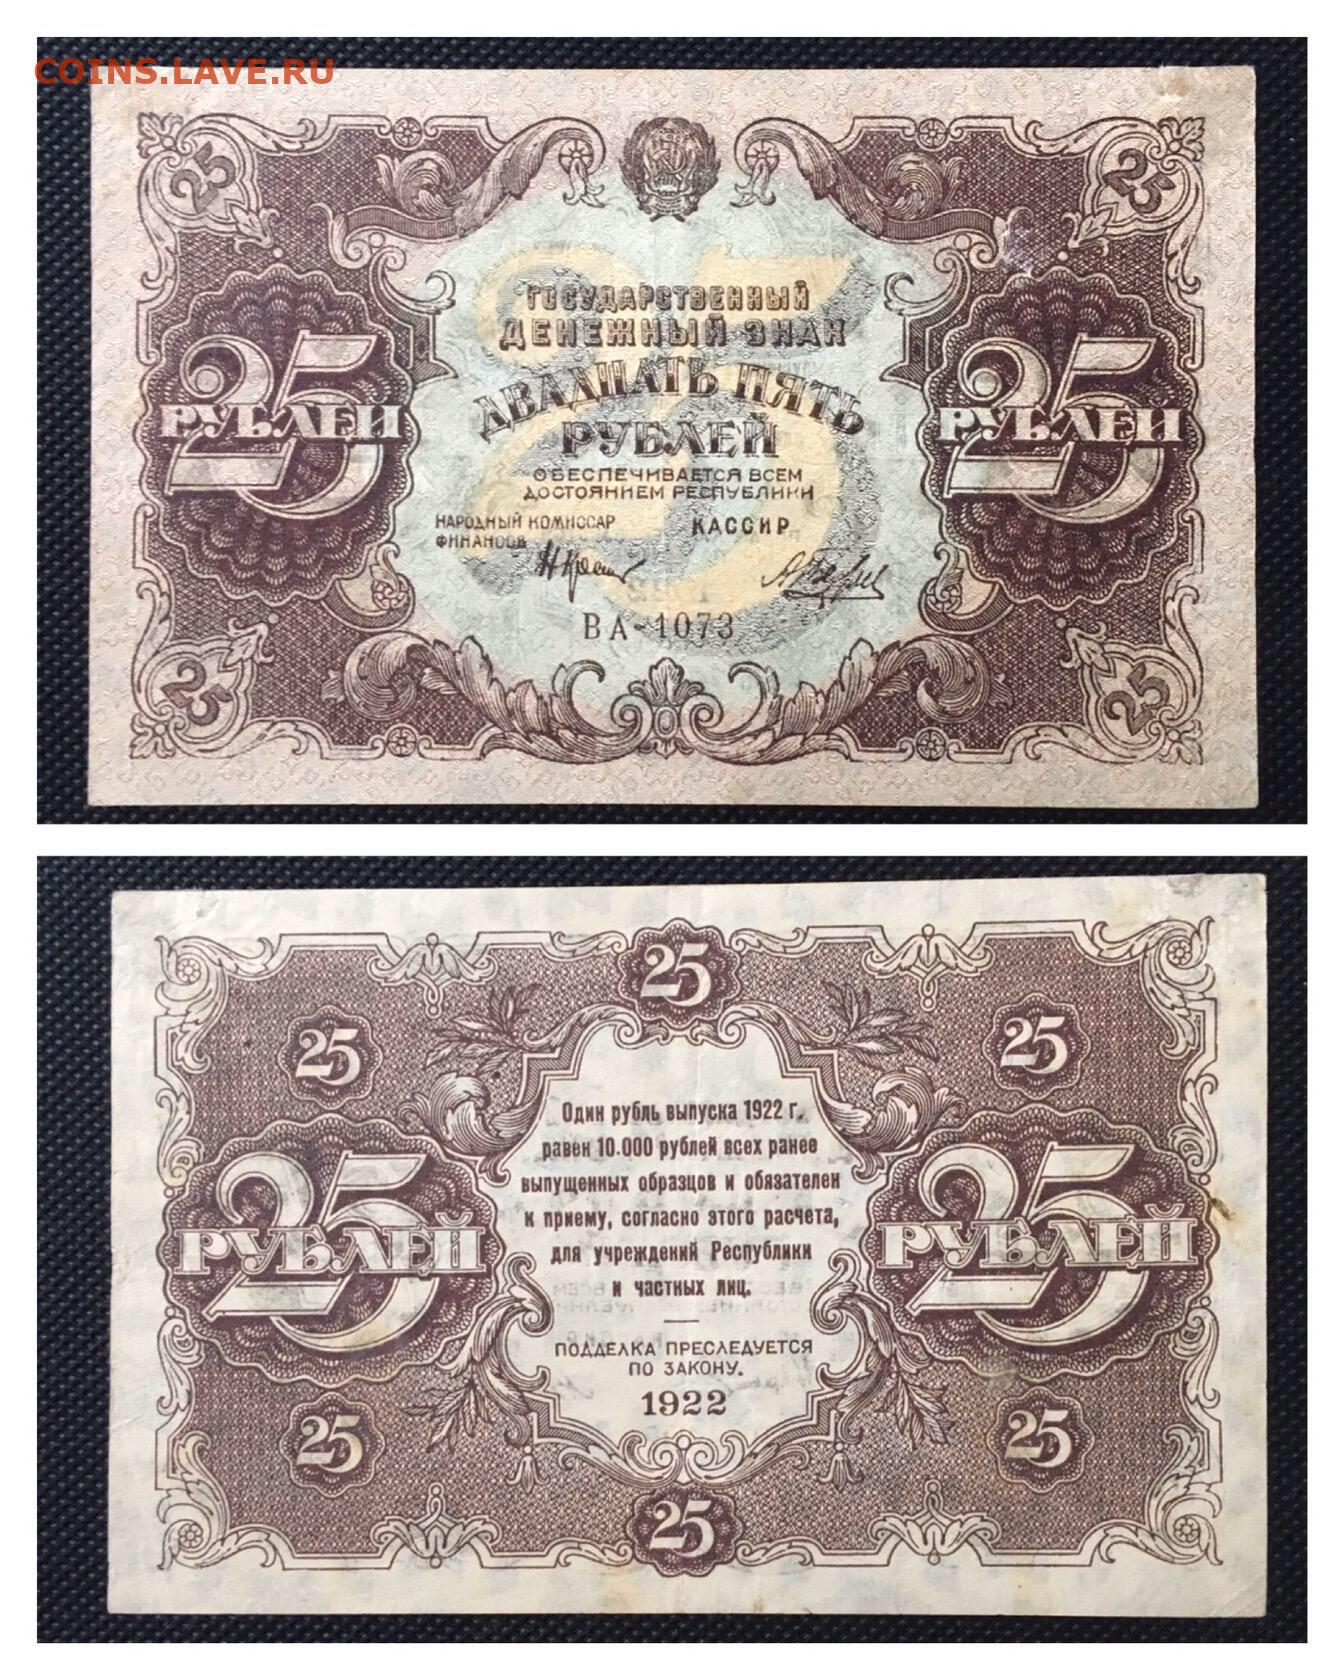 COINS.LAVE.RU
25
25
ГОСУДАРСТВЕННЫЙ
ДЕНЕЖНЫЙ ЗНАК
ДВАДЦАТЬ ПЯТЬ
РУБЛЕЙ
ОБЕСПЕЧИВАЕТСЯ ВСЕМ
ДОСТОЯНИЕМ РЕСПУБЛИКИ
25
РУБЛЕЙ
25
25
РУБЛЕЙ
НАРОДНЫЙ КОМИССАР
ФИНАНСОВ
КАССИР
ВА-1073
25
25
25
25
25
25
РУБЛЕЙ
Один рубль выпуска 1922 г.
равен 10.000 рублей всех ранее
выпущенных образцов и обязателен
к приему, согласно этого расчета,
для учреждений Республики
и частных лиц.
25
РУБЛЕЙ
ПОДДЕЛКА ПРЕСЛЕДУЕТСЯ
ПО ЗАКОНУ.
1922
25
25
25